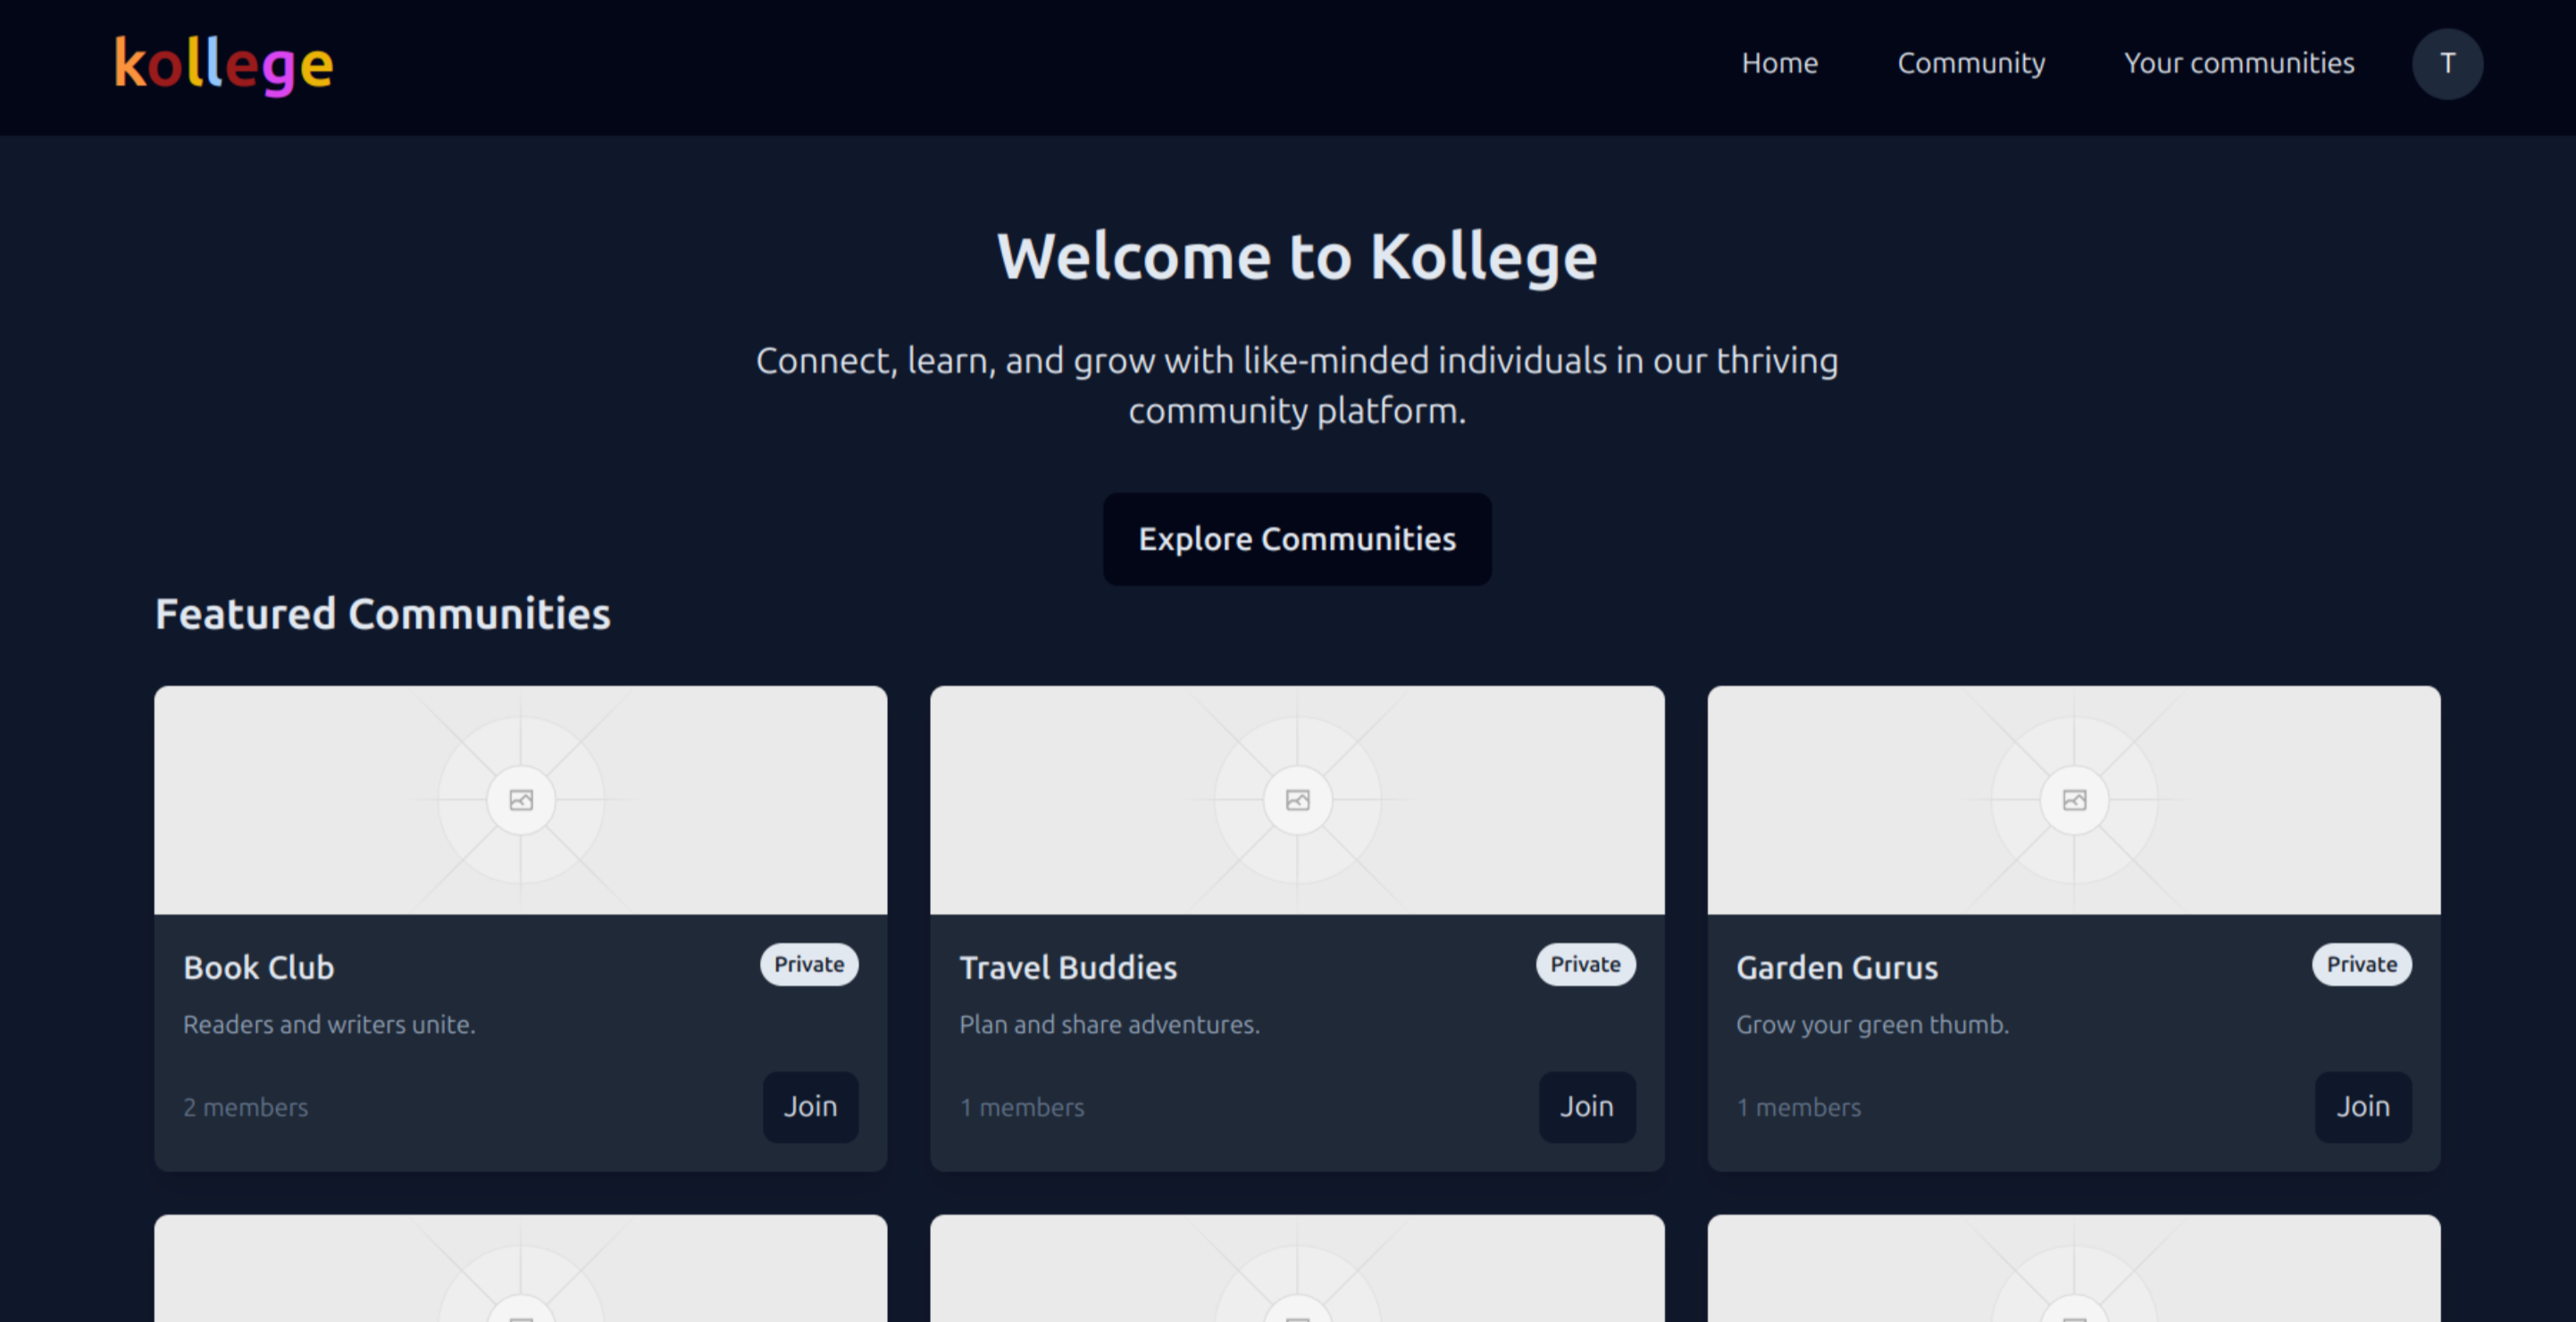 kollege
Home
Community
Your communities
T
Welcome to Kollege
Connect, learn, and grow with like-minded individuals in our thriving
community platform.
Explore Communities
Featured Communities
Book Club
Private
Readers and writers unite.
2 members
Join
Travel Buddies
Private
Plan and share adventures.
1 members
Join
Garden Gurus
Private
Grow your green thumb.
1 members
Join